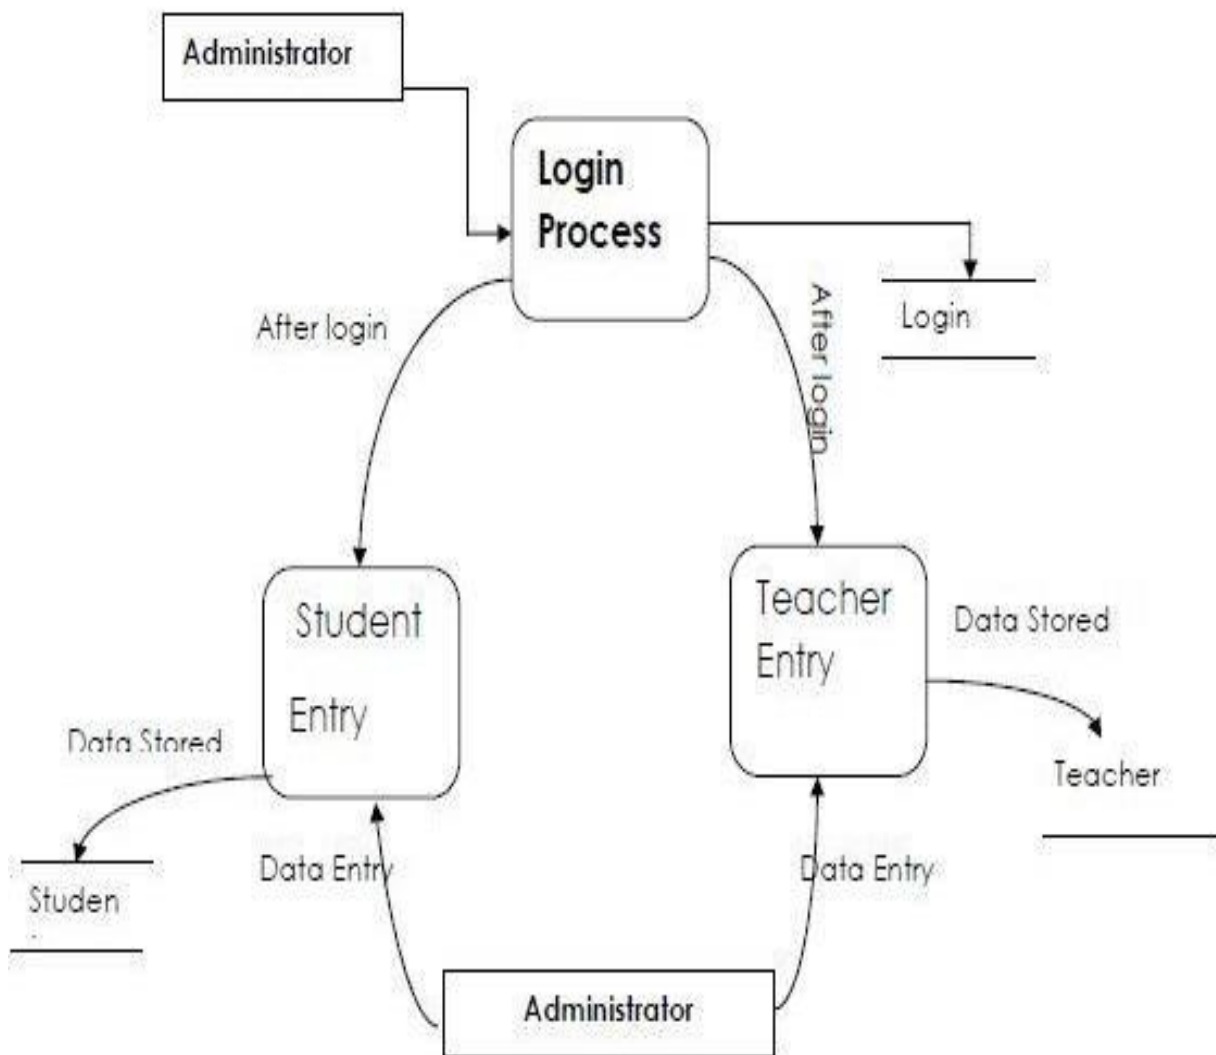 Administrator
Login
Process
After login
After login
Login
Student
Entry
Teacher
Entry
Data Stored
Data Stored
Teacher
Data Entry
Data Entry
Studen
Administrator